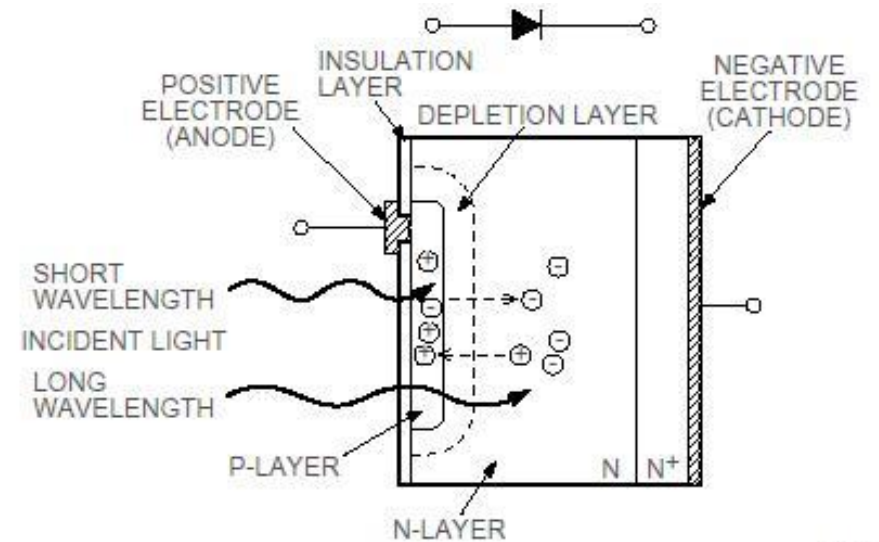 INSULATION
LAYER
POSITIVE
ELECTRODE
(ANODE)
DEPLETION LAYER
NEGATIVE
ELECTRODE
(CATHODE)
+
-
-
-
+
+
+
-
-
SHORT
WAVELENGTH
INCIDENT LIGHT
LONG
WAVELENGTH
P-LAYER
N
N+
N-LAYER